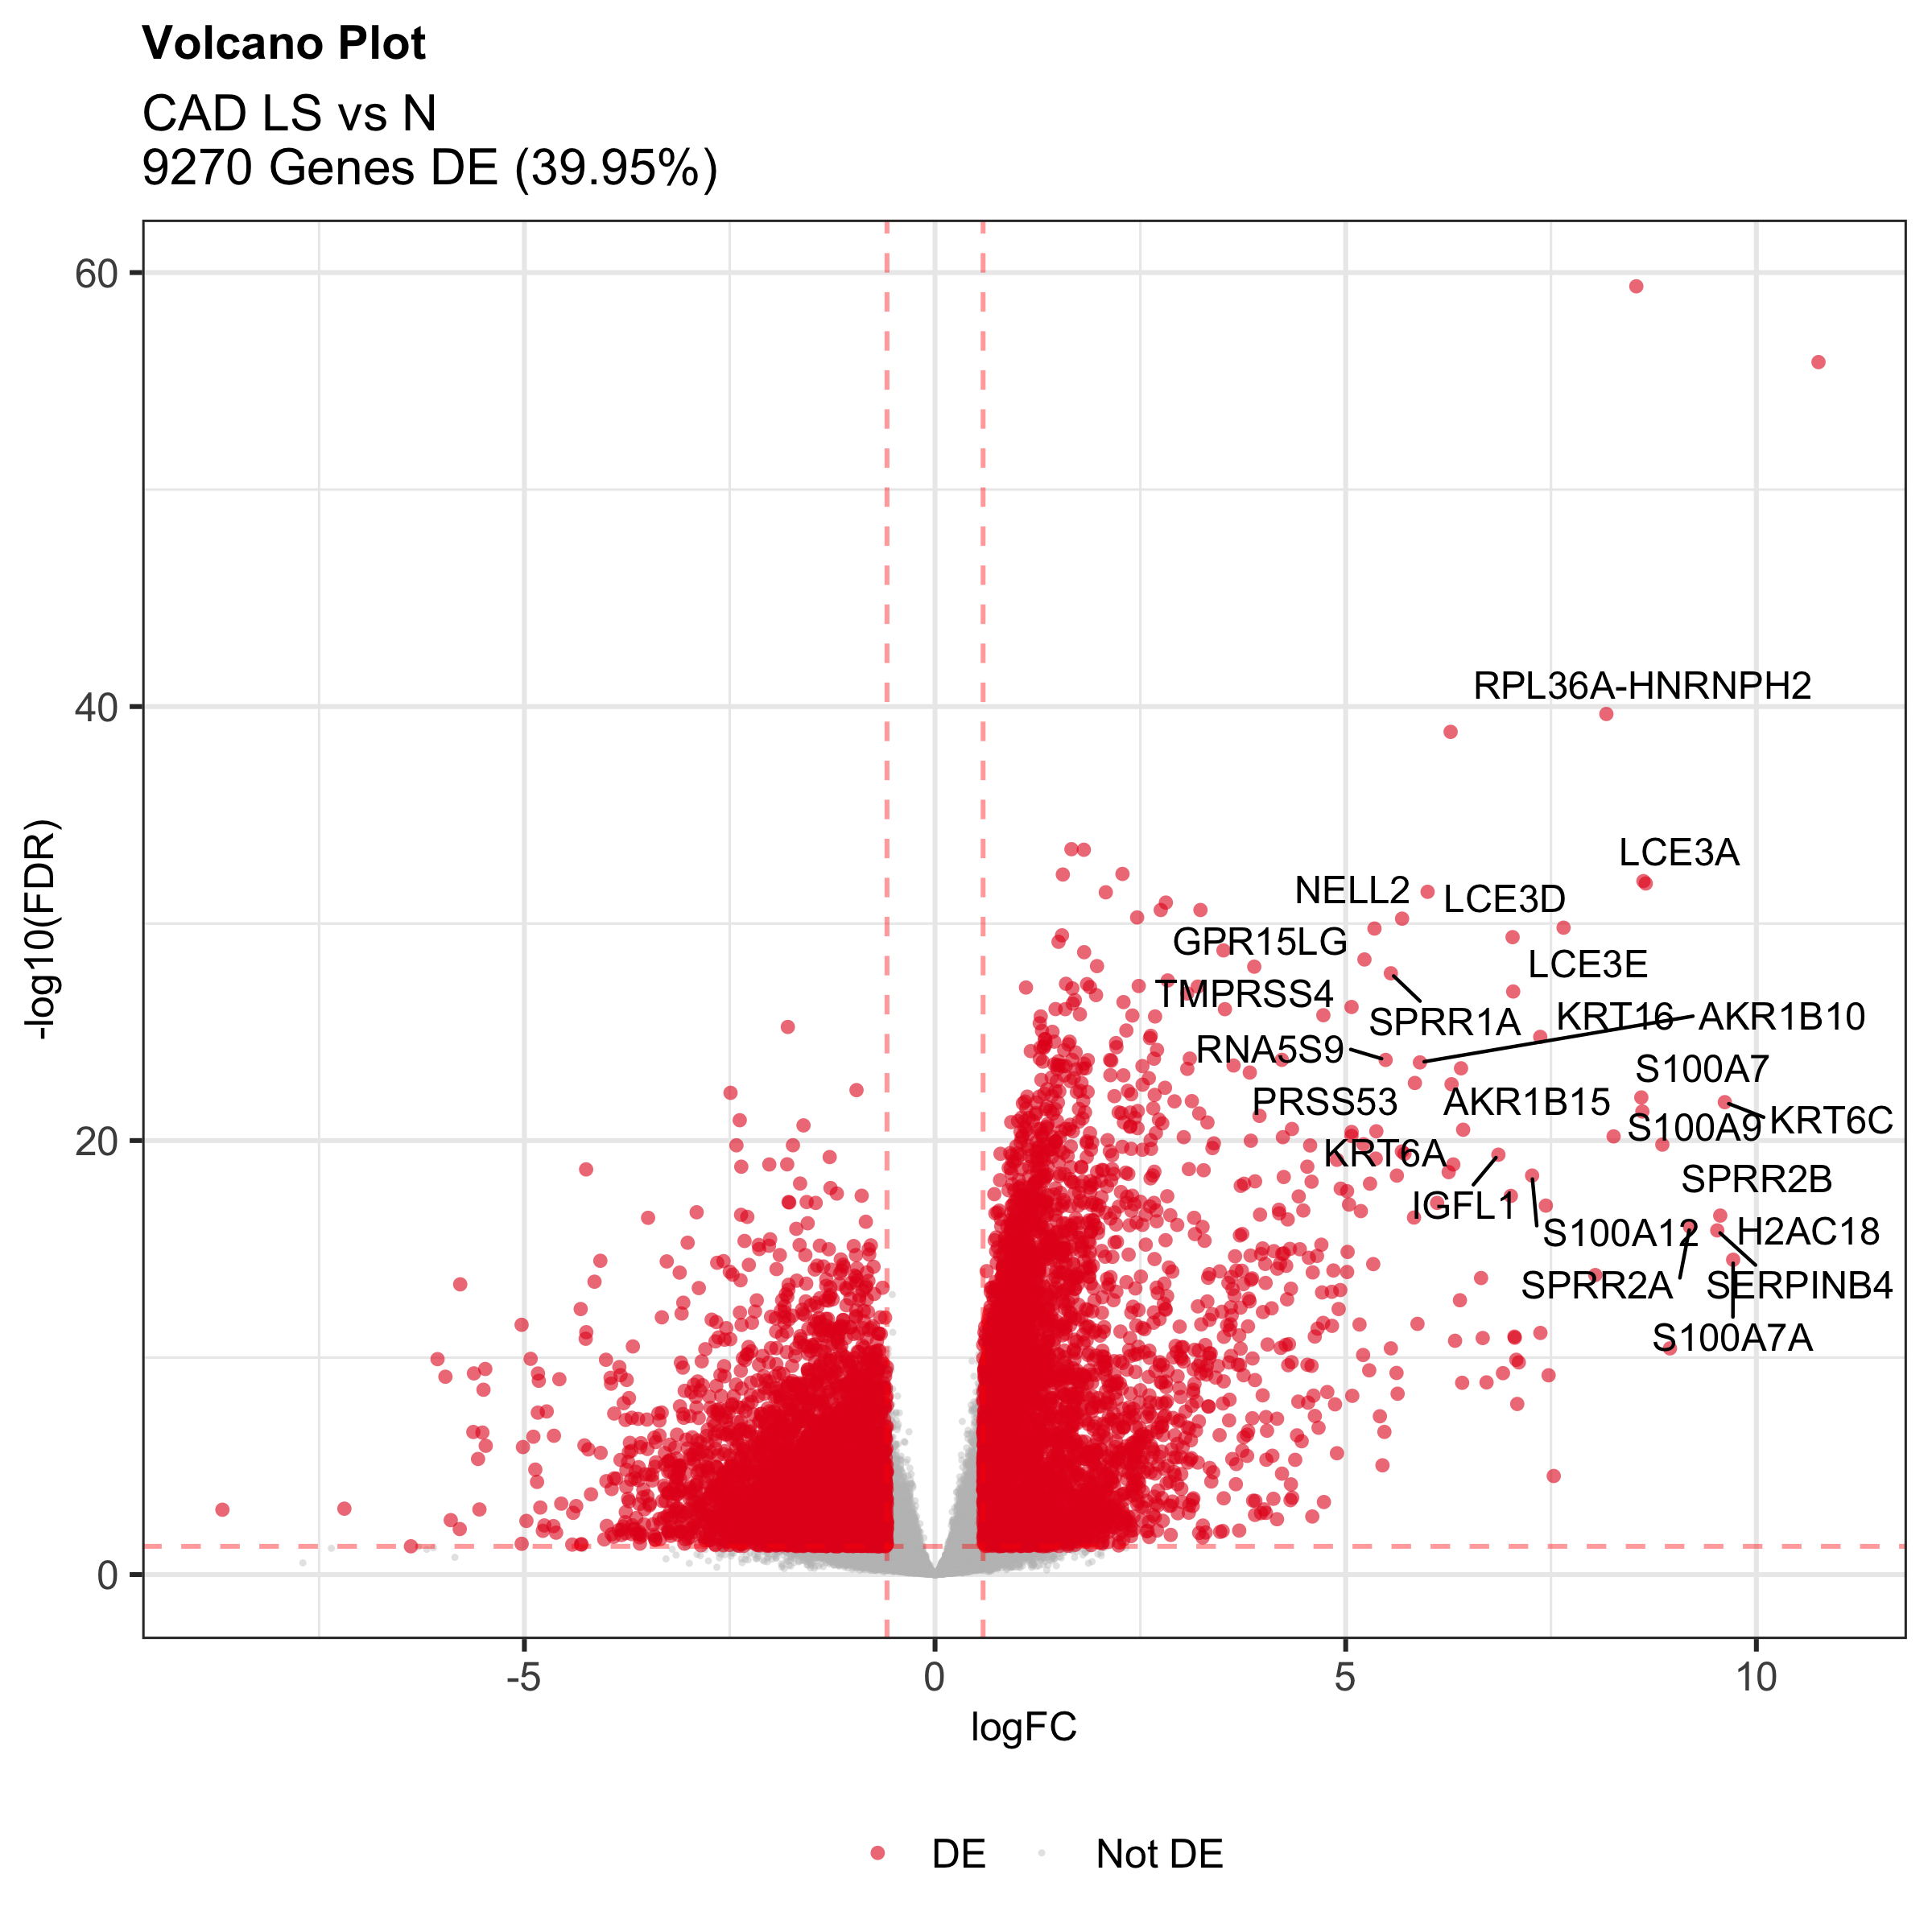 Volcano Plot
CAD LS vs N
9270 Genes DE (39.95%)
60
40
20
0
-log10(FDR)
RPL36A-HNRNPH2
LCE3A
NELL2
LCE3D
GPR15LG
LCE3E
TMPRSS4
SPRR1A
KRT16
AKR1B10
RNA5S9
S100A7
PRSS53
AKR1B15
S100A9
KRT6C
KRT6A
SPRR2B
IGFL1
S100A12
H2AC18
SPRR2A
SERPINB4
S100A7A
-5
0
5
10
logFC
DE
Not DE